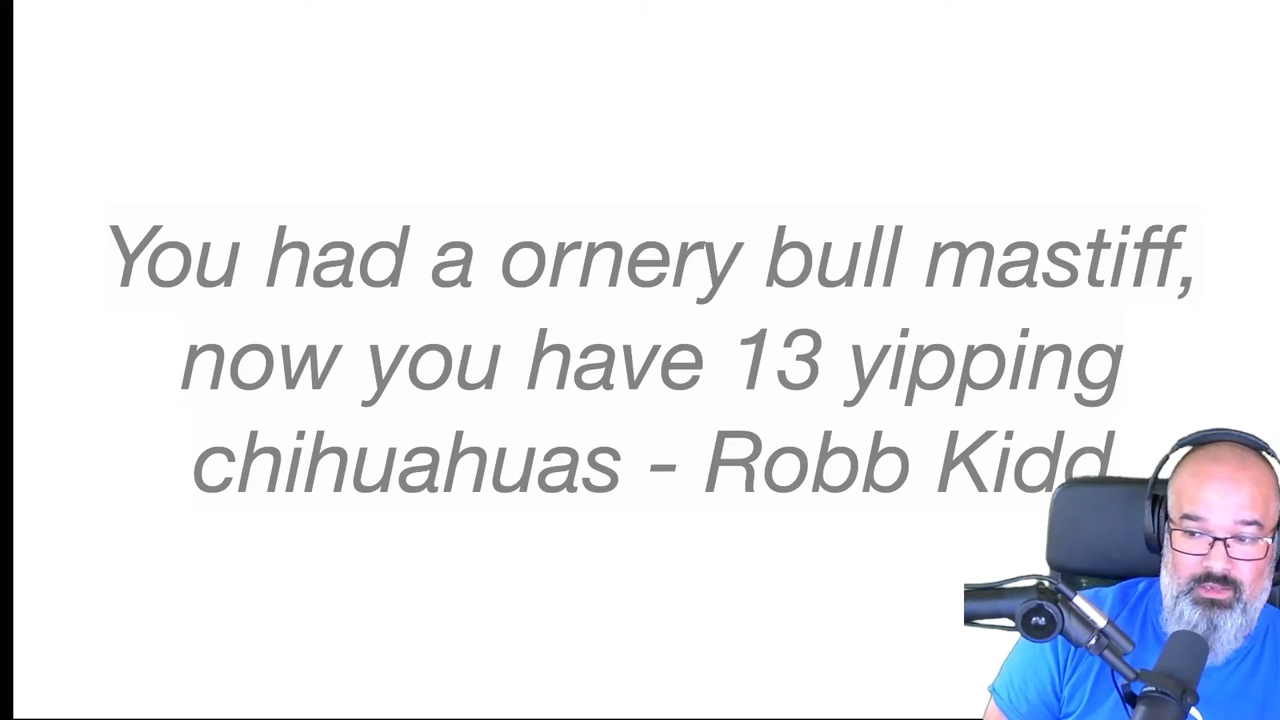 You had a ornery bull mastiff,
now you have 13 yipping
chihuahuas - Robb Kidd